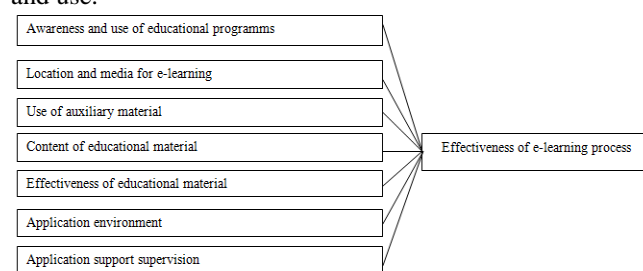 and use.
Awareness and use of educational programms
Location and media for e-learning
Use of auxiliary material
Content of educational material
Effectiveness of e-learning process
Effectiveness of educational material
Application environment
Application support supervision